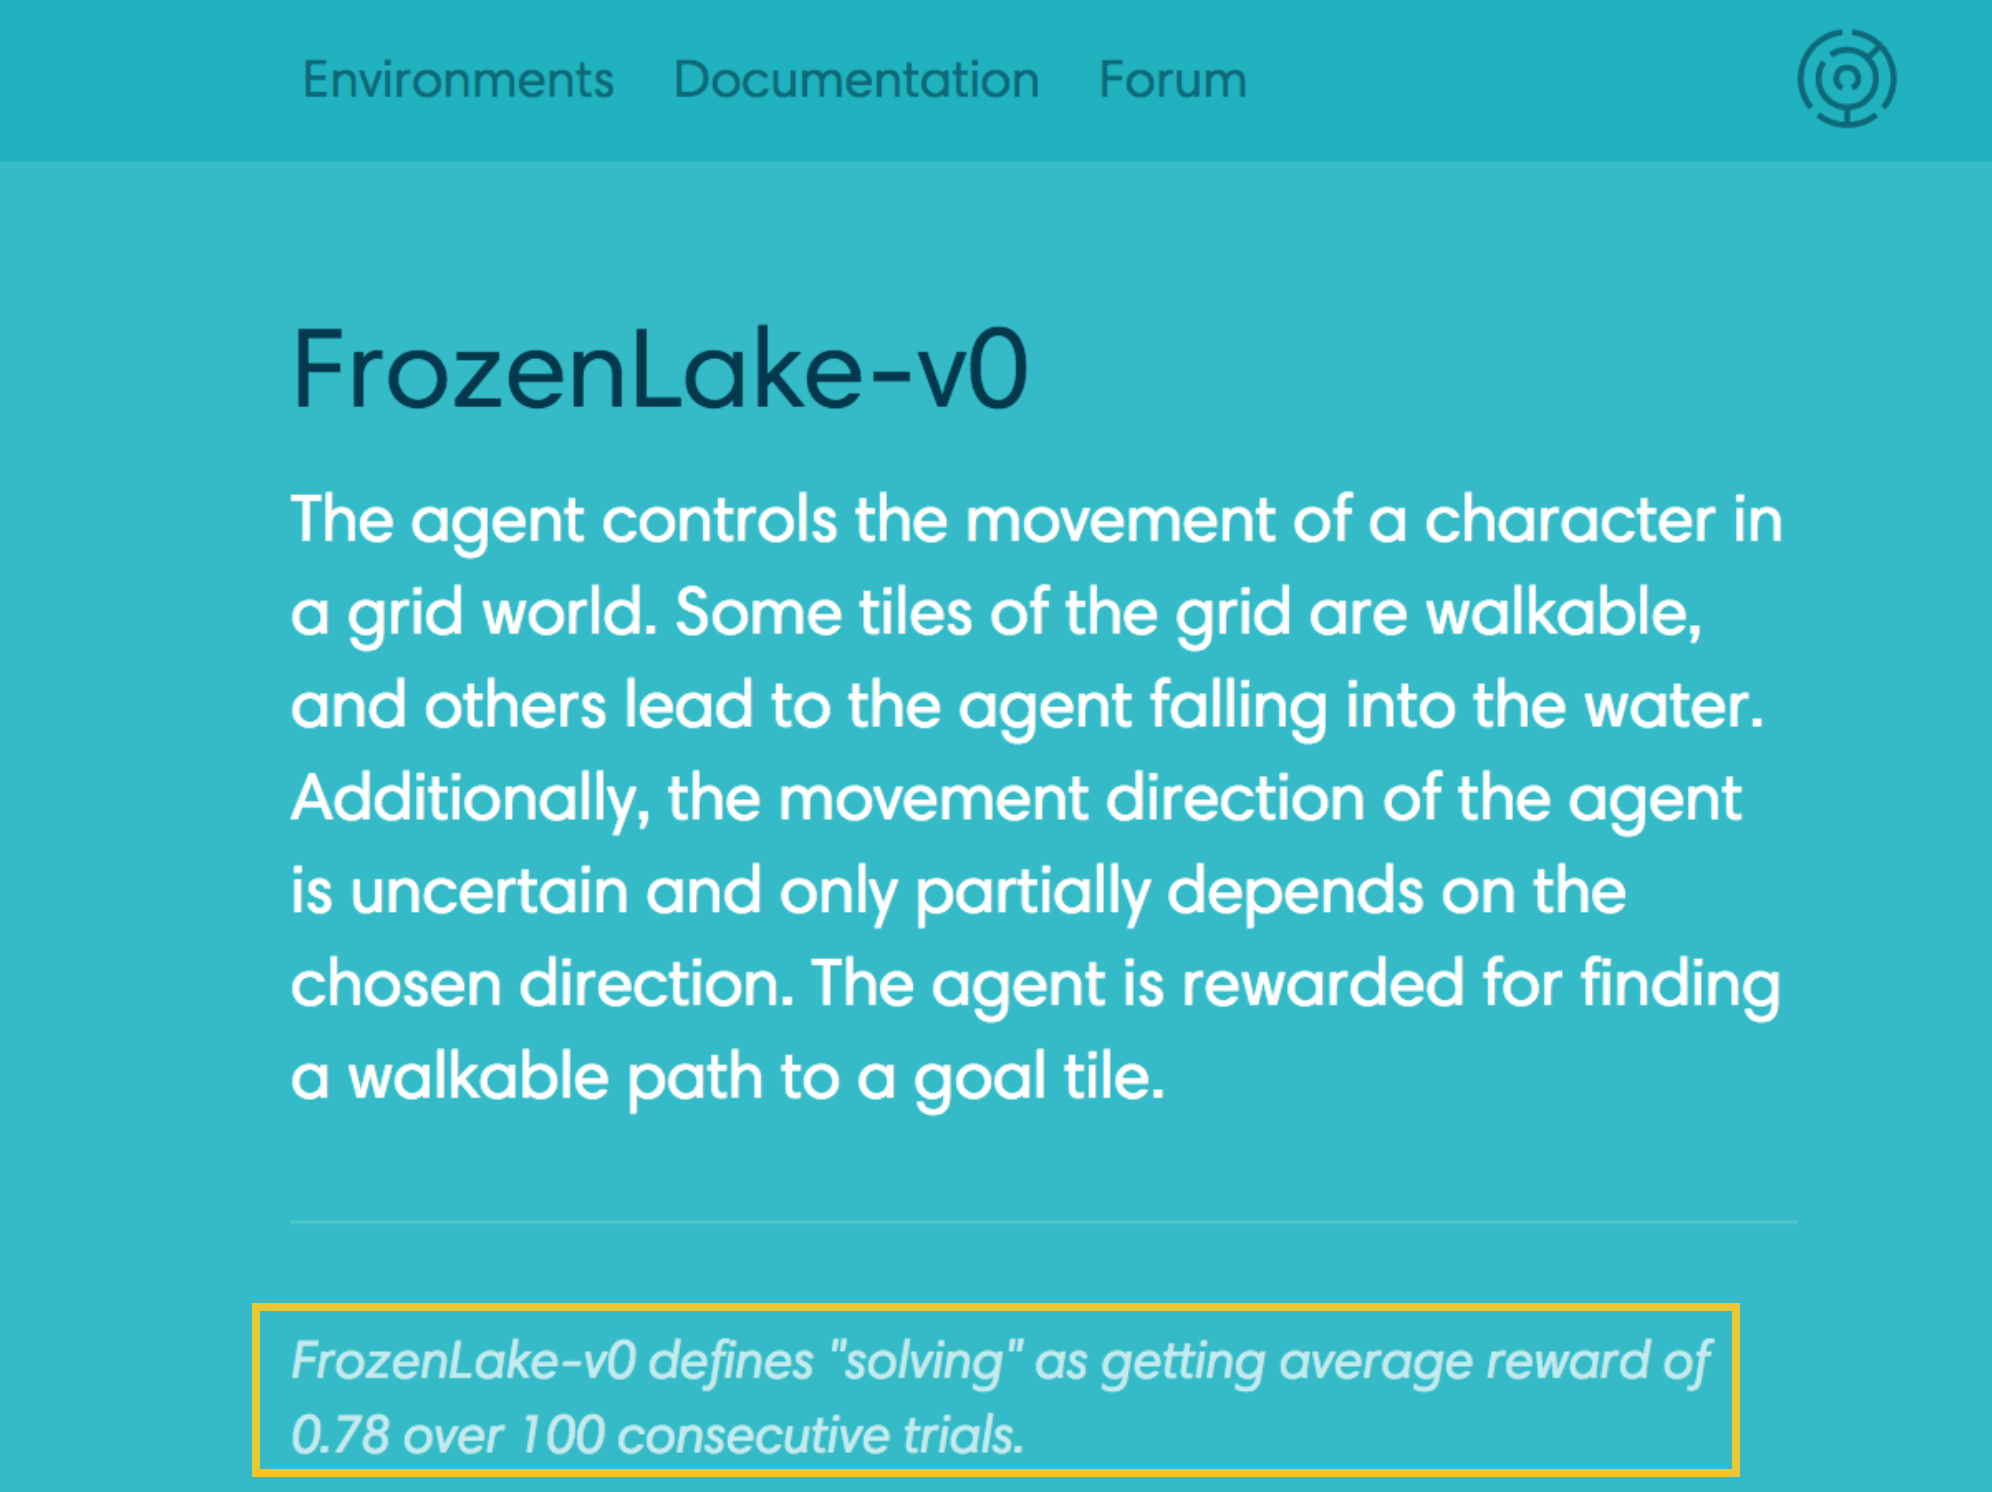 Environments Documentation Forum
FrozenLake-v0
The agent controls the movement of a character in
a grid world. Some tiles of the grid are walkable,
and others lead to the agent falling into the water.
Additionally, the movement direction of the agent
is uncertain and only partially depends on the
chosen direction. The agent is rewarded for finding
a walkable path to a goal tile.
FrozenLake-v0 defines "solving" as getting average reward of
0.78 over 100 consecutive trials.